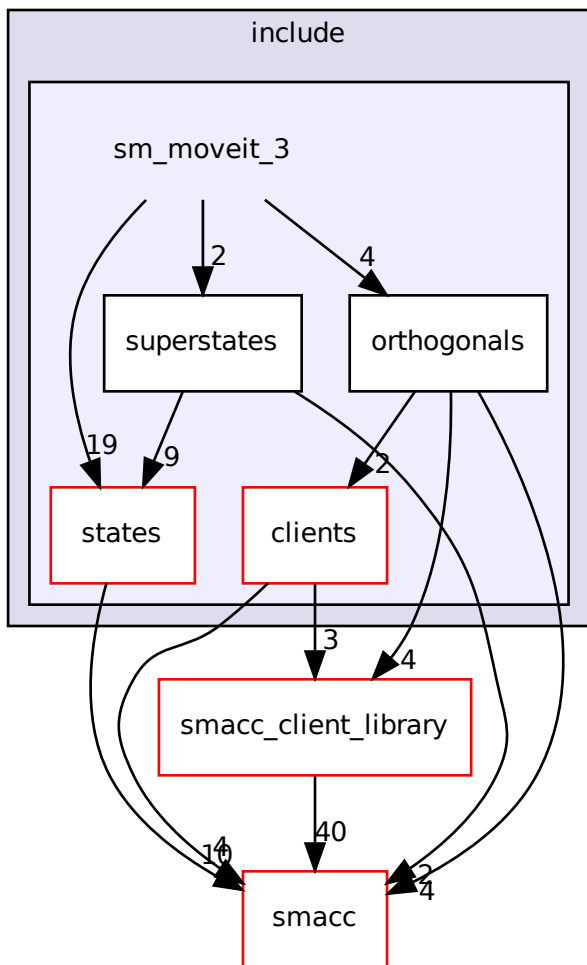 include
sm_moveit_3
2
4
superstates
orthogonals
19
9
2
states
clients
3
4
smacc_client_library
40
4
10
2
4
smacc